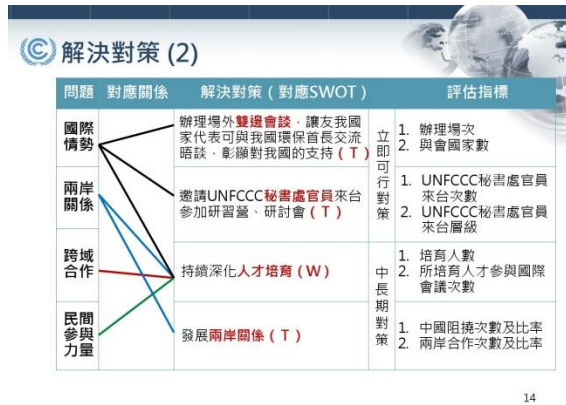 解決對策 (2)
問題 對應關係 解決對策（對應SWOT） 評估指標
國際
情勢
辦理場外雙邊會談，讓友我國
家代表可與我國環保首長交流
晤談，彰顯對我國的支持（T）
立即可行對策
1. 辦理場次
2. 與會國家數
兩岸
關係
邀請UNFCCC秘書處官員來台
參加研習營、研討會（T）
1. UNFCCC秘書處官員
來台次數
2. UNFCCC秘書處官員
來台層級
跨域
合作
持續深化人才培育（W）
中長期對策
1. 培育人數
2. 所培育人才參與國際
會議次數
民間
參與
力量
發展兩岸關係（T）
1. 中國阻撓次數及比率
2. 兩岸合作次數及比率
14